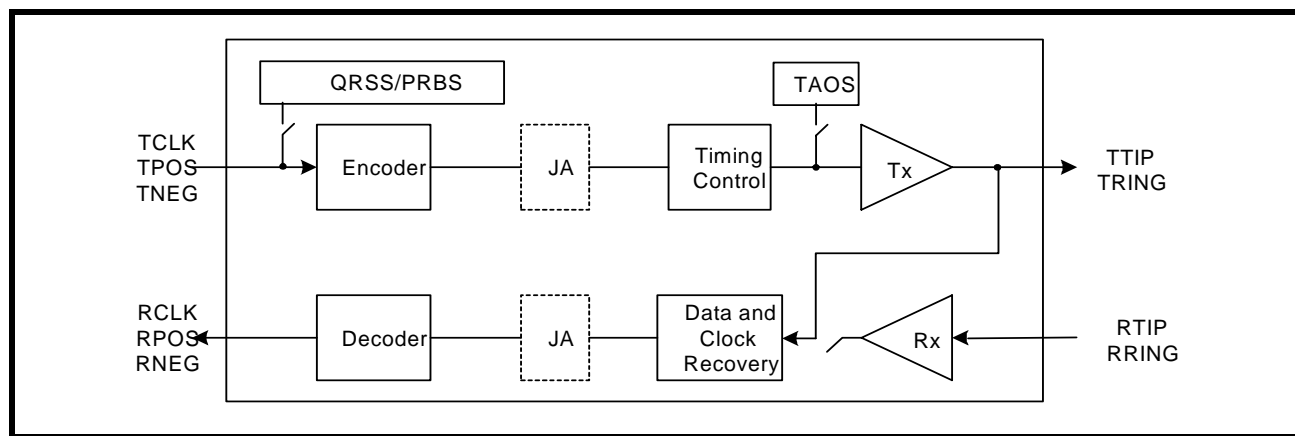 QRSS/PRBS
TAOS
TCLK
TPOS
TNEG
Encoder
JA
Timing
Control
Tx
TTIP
TRING
RCLK
RPOS
RNEG
Decoder
JA
Data and
Clock
Recovery
Rx
RTIP
RRING